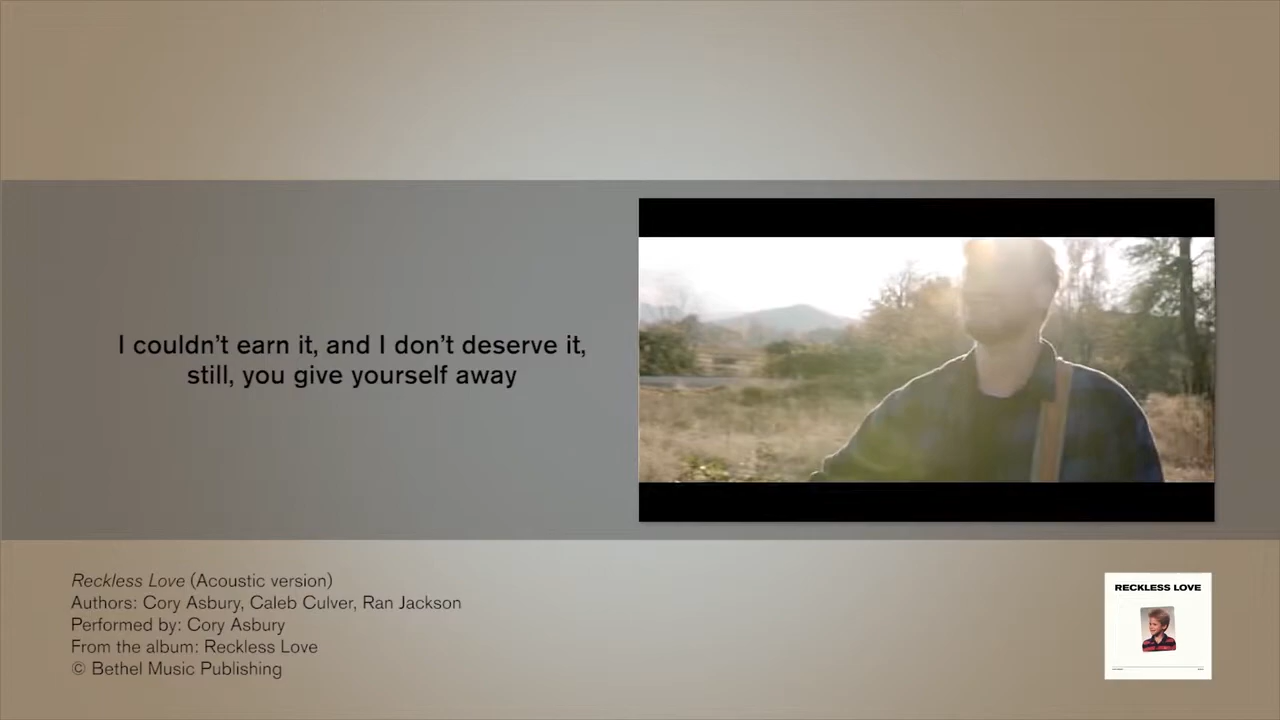 I couldn't earn it, and I don't deserve it,
still, you give yourself away
Reckless Love (Acoustic version)
Authors: Cory Asbury, Caleb Culver, Ran Jackson
Performed by: Cory Asbury
From the album: Reckless Love
© Bethel Music Publishing
RECKLESS LOVE